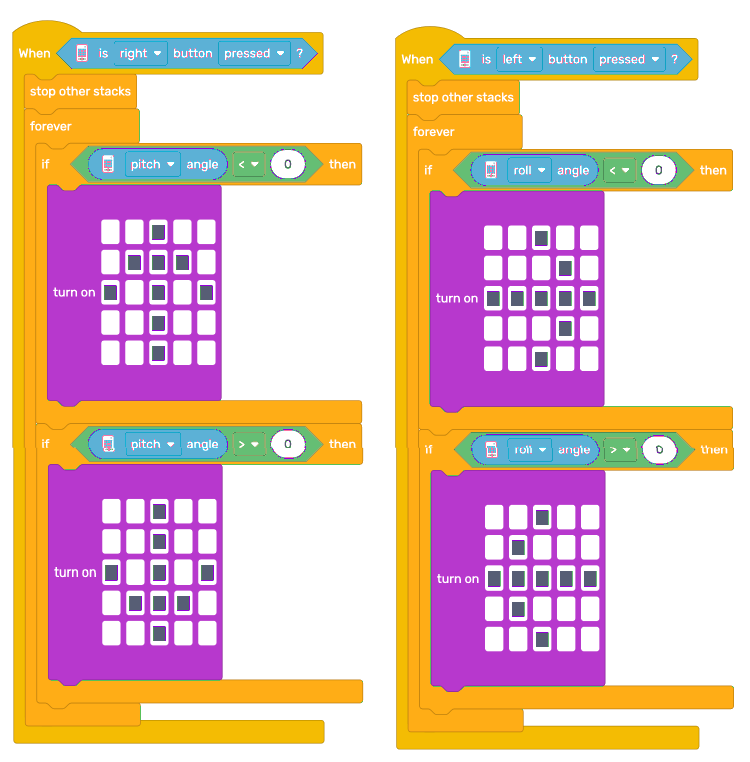 When is right button pressed ?
stop other stacks
forever
if pitch angle < 0 then
turn on
if pitch angle > 0 then
turn on
When is left button pressed ?
stop other stacks
forever
if roll angle < 0 then
turn on
if roll angle > 0 then
turn on